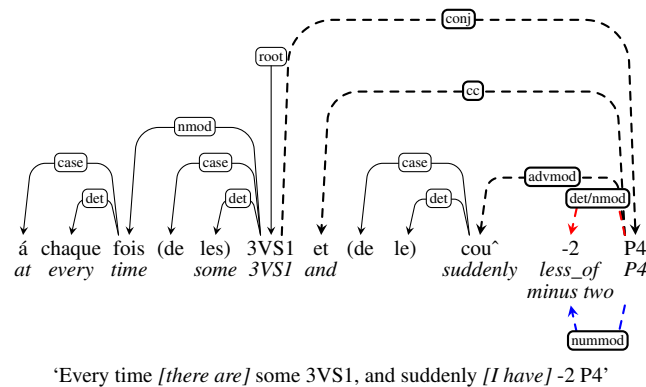 conj
root
cc
nmod
case case case advmod
det det det det/nmod
á chaque fois (de les) 3VS1 et (de le) couˆ -2 P4
at every time some 3VS1 and suddenly less_of P4
minus two
nummod
‘Every time [there are] some 3VS1, and suddenly [I have] -2 P4’